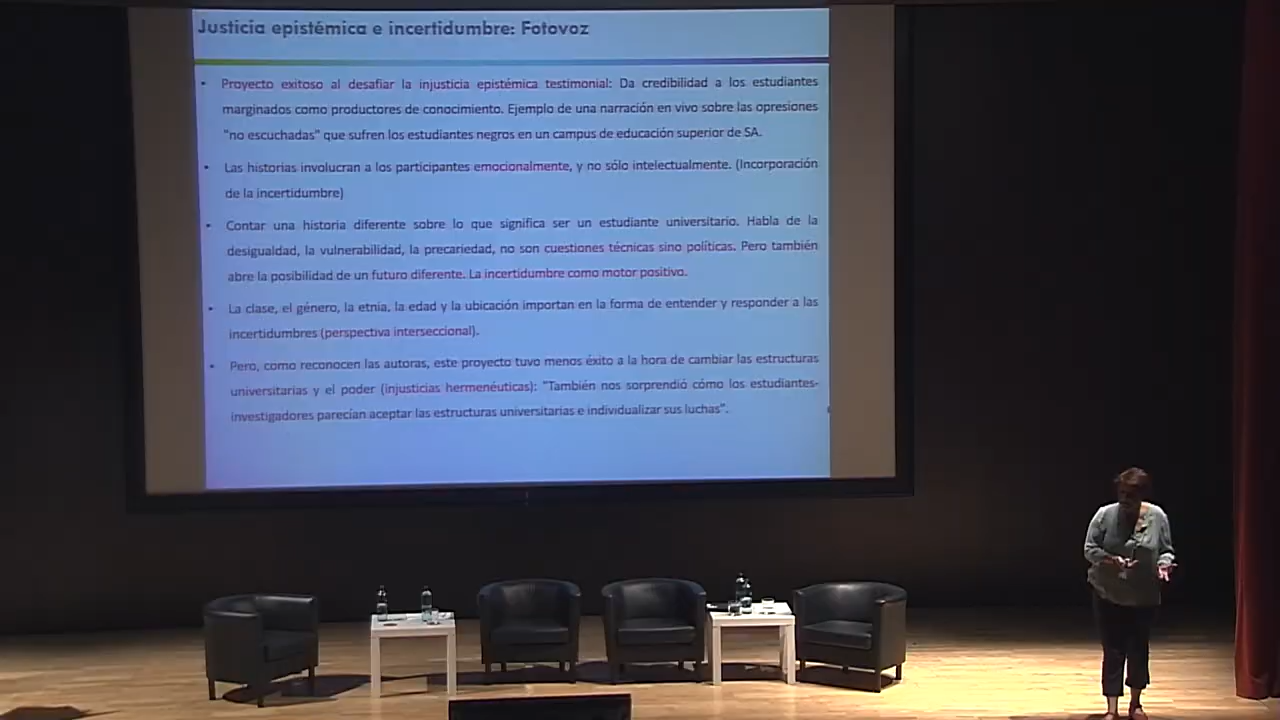 Justicia epistémica e incertidumbre: Fotovoz
• Proyecto exitoso al desafiar la injusticia epistémica testimonial: Da credibilidad a los estudiantes
marginados como productores de conocimiento. Ejemplo de una narración en vivo sobre las opresiones
"no escuchadas" que sufren los estudiantes negros en un campus de educación superior de SA.
• Las historias involucran a los participantes emocionalmente, y no sólo intelectualmente. (Incorporación
de la incertidumbre)
• Contar una historia diferente sobre lo que significa ser un estudiante universitario. Habla de la
desigualdad, la vulnerabilidad, la precariedad, no son cuestiones técnicas sino políticas. Pero también
abre la posibilidad de un futuro diferente. La incertidumbre como motor positivo.
• La clase, el género, la etnia, la edad y la ubicación importan en la forma de entender y responder a las
incertidumbres (perspectiva interseccional).
• Pero, como reconocen las autoras, este proyecto tuvo menos éxito a la hora de cambiar las estructuras
universitarias y el poder (injusticias hermenéuticas): "También nos sorprendió cómo los estudiantes-
investigadores parecían aceptar las estructuras universitarias e individualizar sus luchas".